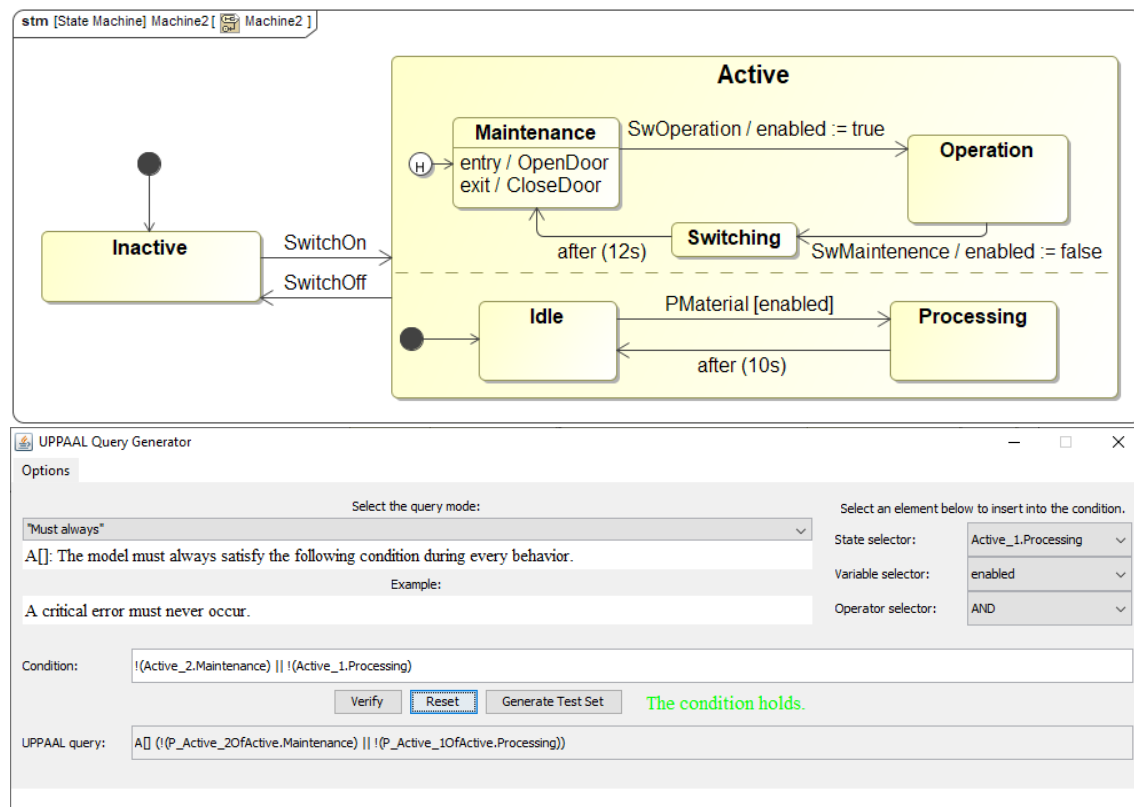 stm [State Machine] Machine2 [ Machine2 ]
Active
Maintenance
entry / OpenDoor
exit / CloseDoor
SwOperation / enabled := true
Operation
H
Inactive
SwitchOn
SwitchOff
Switching
after (12s)
SwMaintenence / enabled := false
Idle
PMaterial [enabled]
Processing
after (10s)
UPPAAL Query Generator
Options
Select the query mode:
Select an element below to insert into the condition.
"Must always"
State selector:
Active_1.Processing
A[]: The model must always satisfy the following condition during every behavior.
Variable selector:
enabled
Example:
A critical error must never occur.
Operator selector:
AND
Condition:
!(Active_2.Maintenance) || !(Active_1.Processing)
Verify
Reset
Generate Test Set
The condition holds.
UPPAAL query:
A[] (!(P_Active_2OfActive.Maintenance) || !(P_Active_1OfActive.Processing))